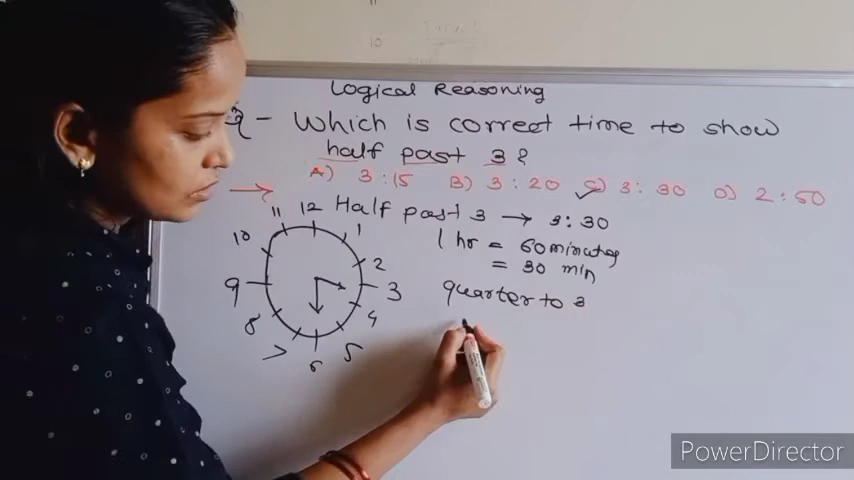 Logical Reasoning
Q - Which is correct time to show
half past 3?
A) 3:15 B) 3:20 C) 3:30 D) 2:50
Half past 3 → 3:30
1 hr = 60 minutes
= 30 min
quarter to 3
12
1
2
3
4
5
6
7
8
9
10
11
PowerDirector